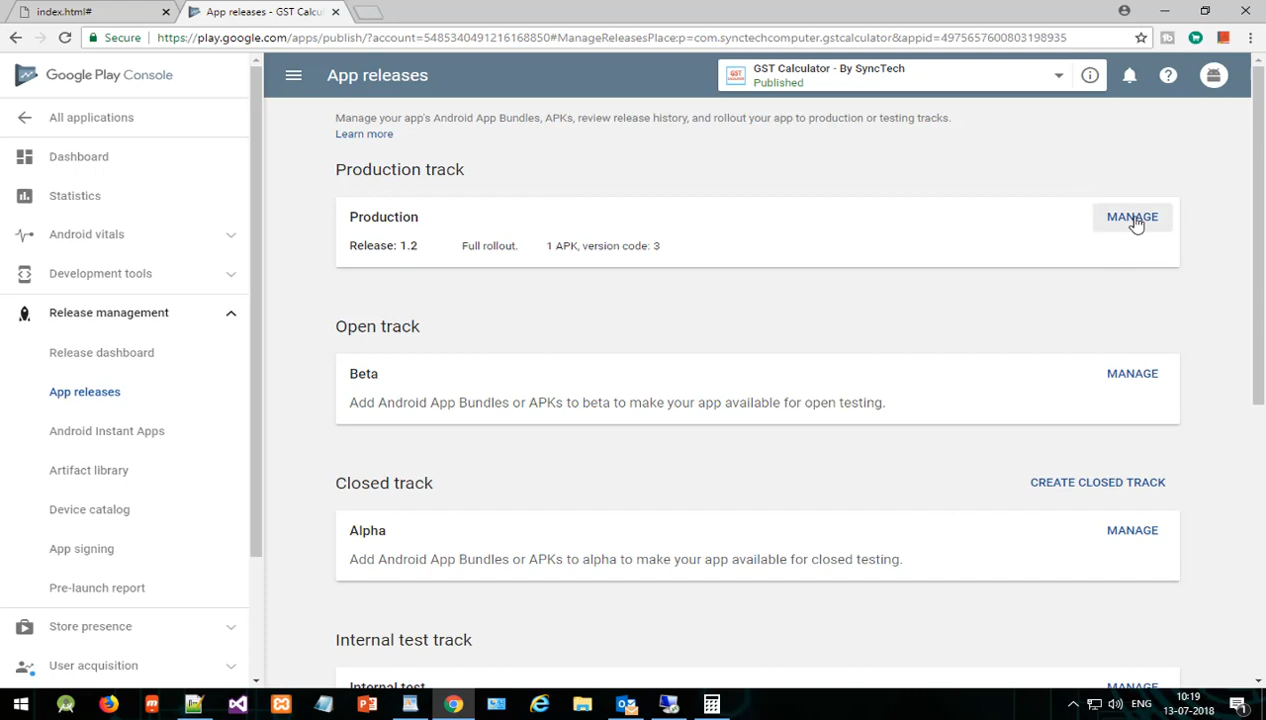 index.html#
App releases - GST Calcu
Secure
https://play.google.com/apps/publish/?account=5485340491216168850#ManageReleasesPlace:p=com.synctechcomputer.gstcalculator&appid=4975657600803198935
Google Play Console
App releases
GST
CALCULATOR
GST Calculator - By SyncTech
Published
All applications
Dashboard
Statistics
Android vitals
Development tools
Release management
Release dashboard
App releases
Android Instant Apps
Artifact library
Device catalog
App signing
Pre-launch report
Store presence
User acquisition
Manage your app's Android App Bundles, APKs, review release history, and rollout your app to production or testing tracks.
Learn more
Production track
Production
MANAGE
Release: 1.2 Full rollout. 1 APK, version code: 3
Open track
Beta
MANAGE
Add Android App Bundles or APKs to beta to make your app available for open testing.
Closed track
CREATE CLOSED TRACK
Alpha
MANAGE
Add Android App Bundles or APKs to alpha to make your app available for closed testing.
Internal test track
Internal test
MANAGE
ENG
10:19
13-07-2018
1